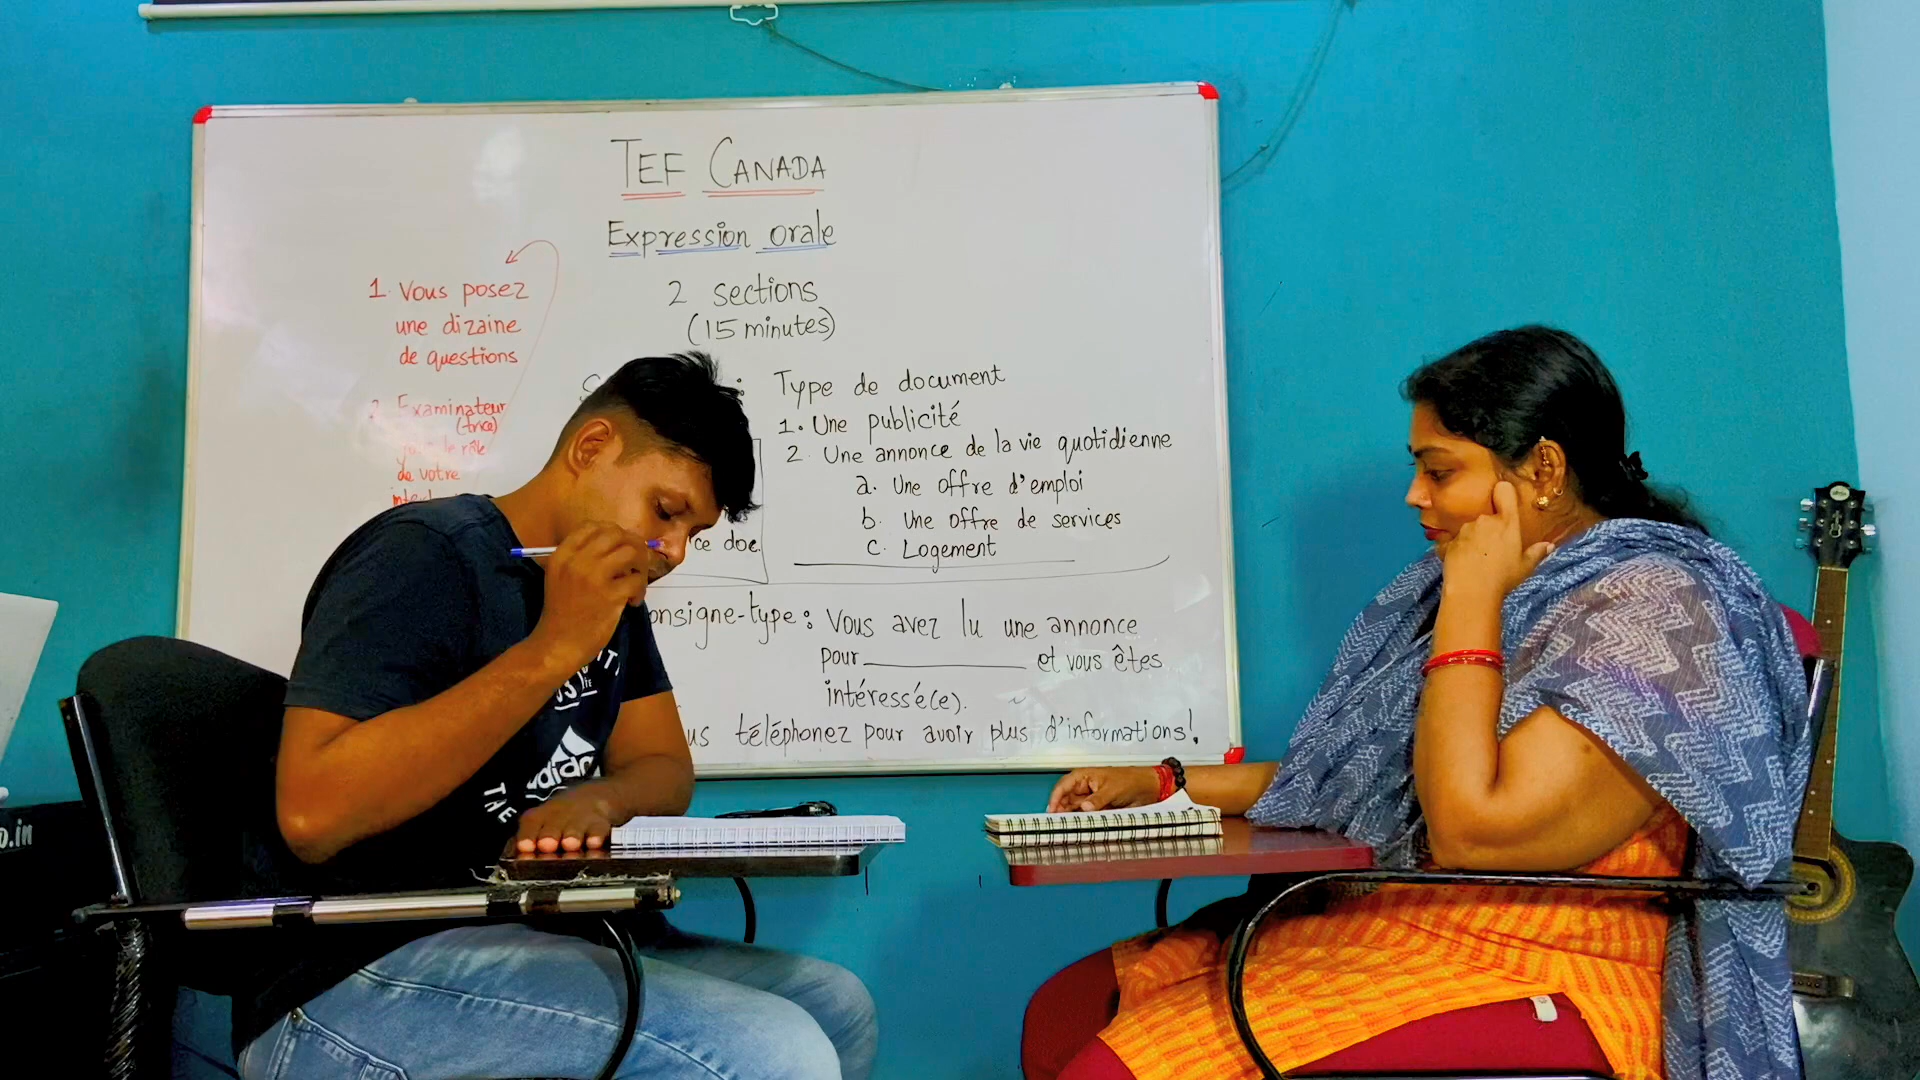 TEF CANADA
Expression orale
2 sections
(15 minutes)
1. Vous posez
une dizaine
de questions
2. Examinateur
(-trice)
le rôle
de votre
Type de document
1. Une publicité
2. Une annonce de la vie quotidienne
a. Une offre d'emploi
b. Une offre de services
c. Logement
ce doc.
onsigne-type: Vous avez lu une annonce
pour __________ et vous êtes
intéressé(e).
us téléphonez pour avoir plus d'informations!
adidas
THE
o.in